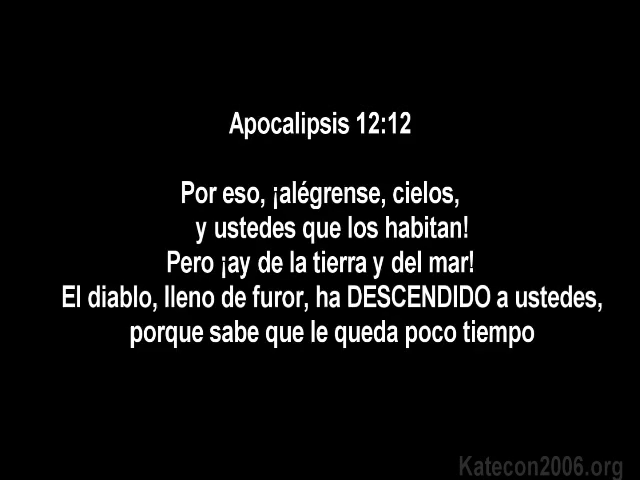 Apocalipsis 12:12
Por eso, ¡alégrense, cielos,
y ustedes que los habitan!
Pero ¡ay de la tierra y del mar!
El diablo, lleno de furor, ha DESCENDIDO a ustedes,
porque sabe que le queda poco tiempo
Katecon2006.org